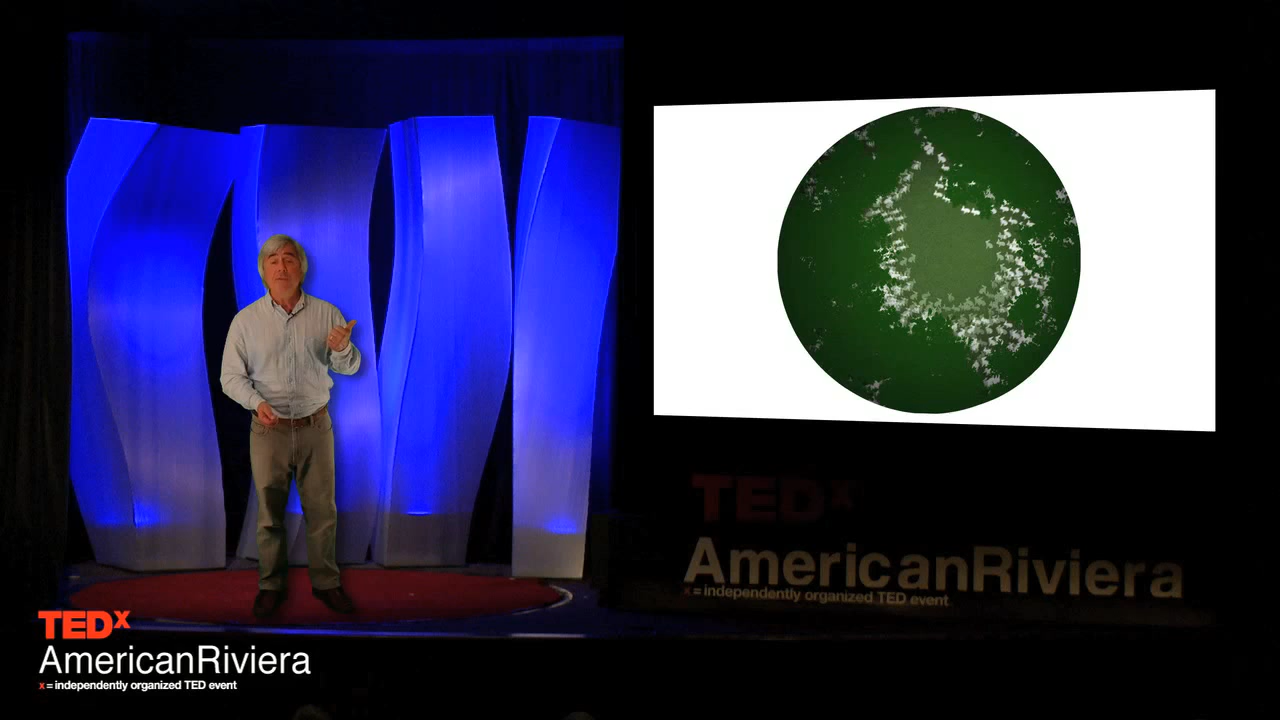 TEDx
AmericanRiviera
x = independently organized TED event
TEDx
AmericanRiviera
x = independently organized TED event